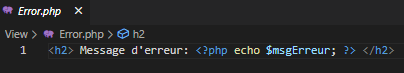 Error.php
View > Error.php > h2
1 <h2> Message d'erreur: <?php echo $msgErreur; ?> </h2>